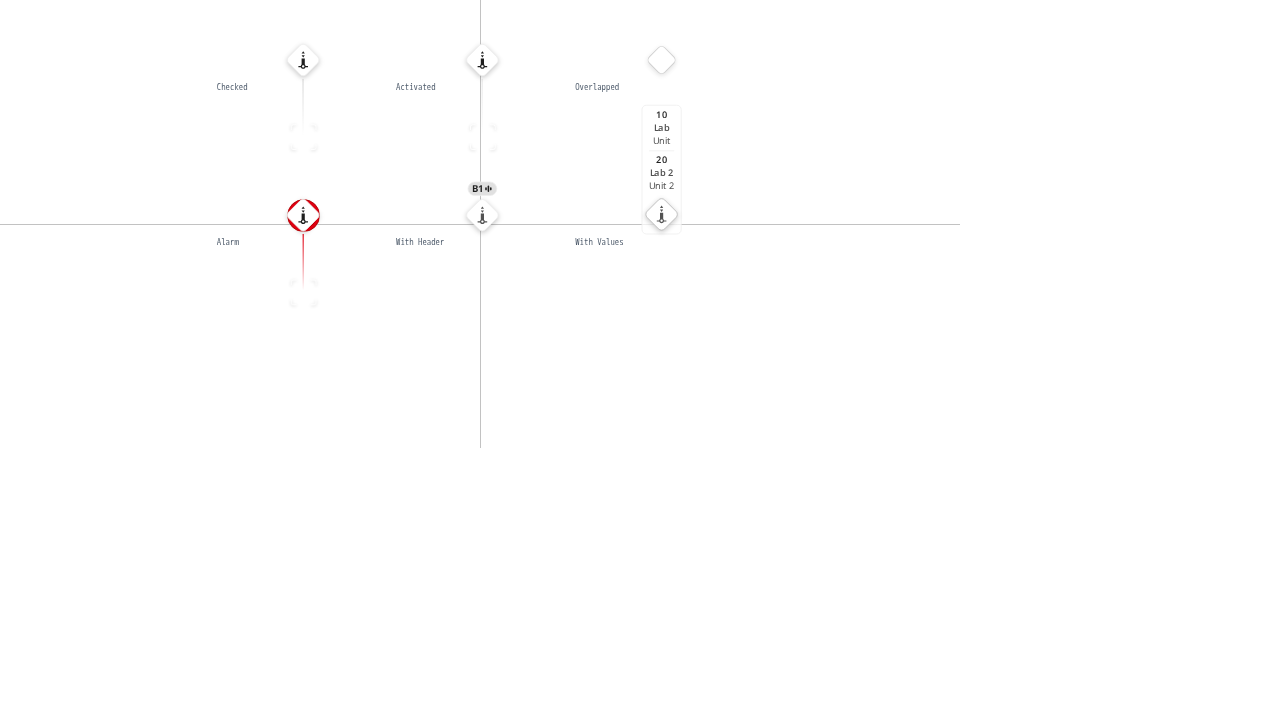 Checked
Activated
Overlapped
10
Lab
Unit
20
Lab 2
Unit 2
B1
Alarm
With Header
With Values